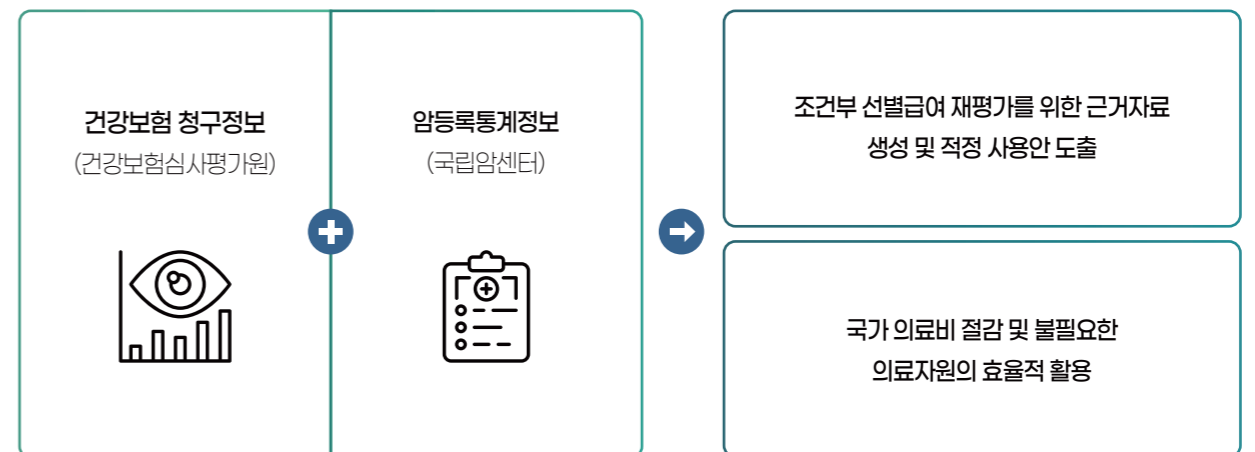 건강보험 청구정보
(건강보험심사평가원)
암등록통계정보
(국립암센터)
조건부 선별급여 재평가를 위한 근거자료
생성 및 적정 사용안 도출
국가 의료비 절감 및 불필요한
의료자원의 효율적 활용